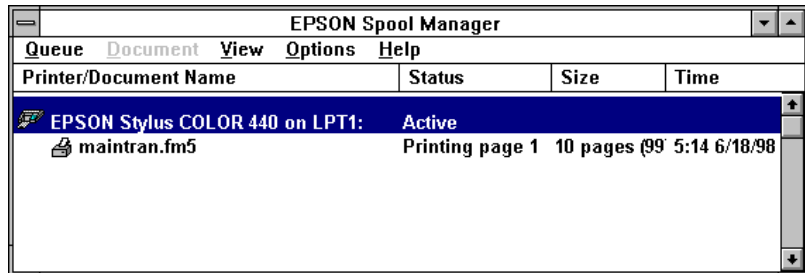 EPSON Spool Manager
Queue Document View Options Help
Printer/Document Name Status Size Time
EPSON Stylus COLOR 440 on LPT1: Active
maintran.fm5 Printing page 1 10 pages (99 5:14 6/18/98